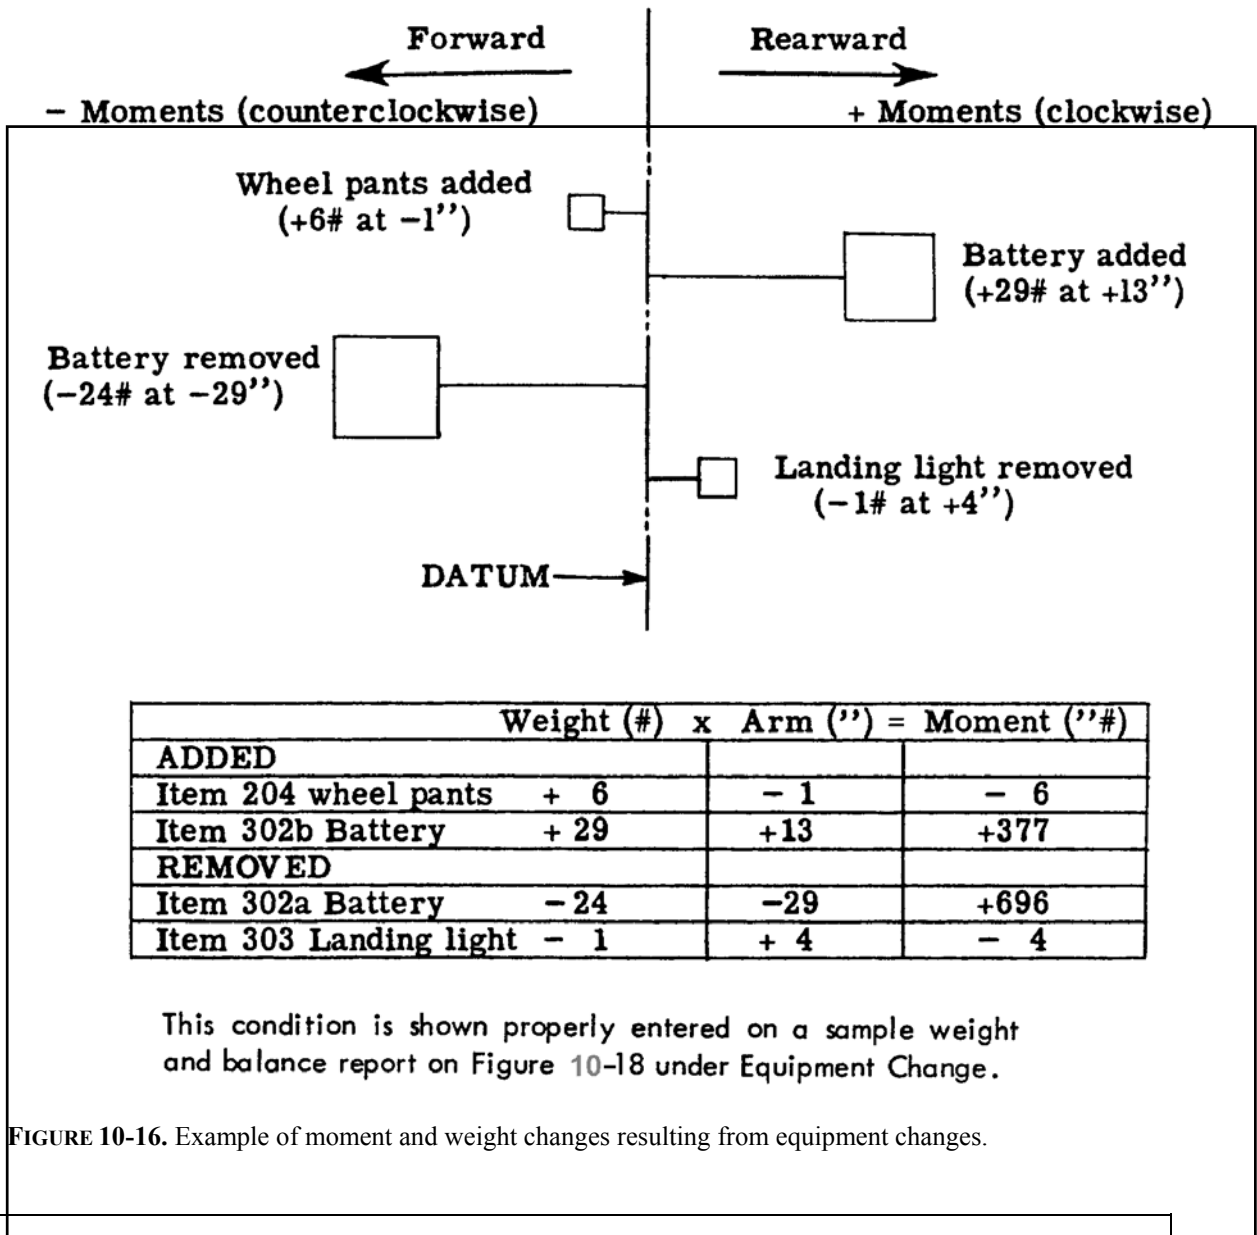 Forward
Rearward
− Moments (counterclockwise)
+ Moments (clockwise)
Wheel pants added
(+6# at −1’’)
Battery added
(+29# at +13’’)
Battery removed
(−24# at −29’’)
Landing light removed
(−1# at +4’’)
DATUM
Weight (#) x Arm (’’) = Moment (’’#)
ADDED
Item 204 wheel pants + 6 − 1 − 6
Item 302b Battery + 29 +13 +377
REMOVED
Item 302a Battery −24 −29 +696
Item 303 Landing light − 1 + 4 − 4
This condition is shown properly entered on a sample weight
and balance report on Figure 10-18 under Equipment Change.
FIGURE 10-16. Example of moment and weight changes resulting from equipment changes.